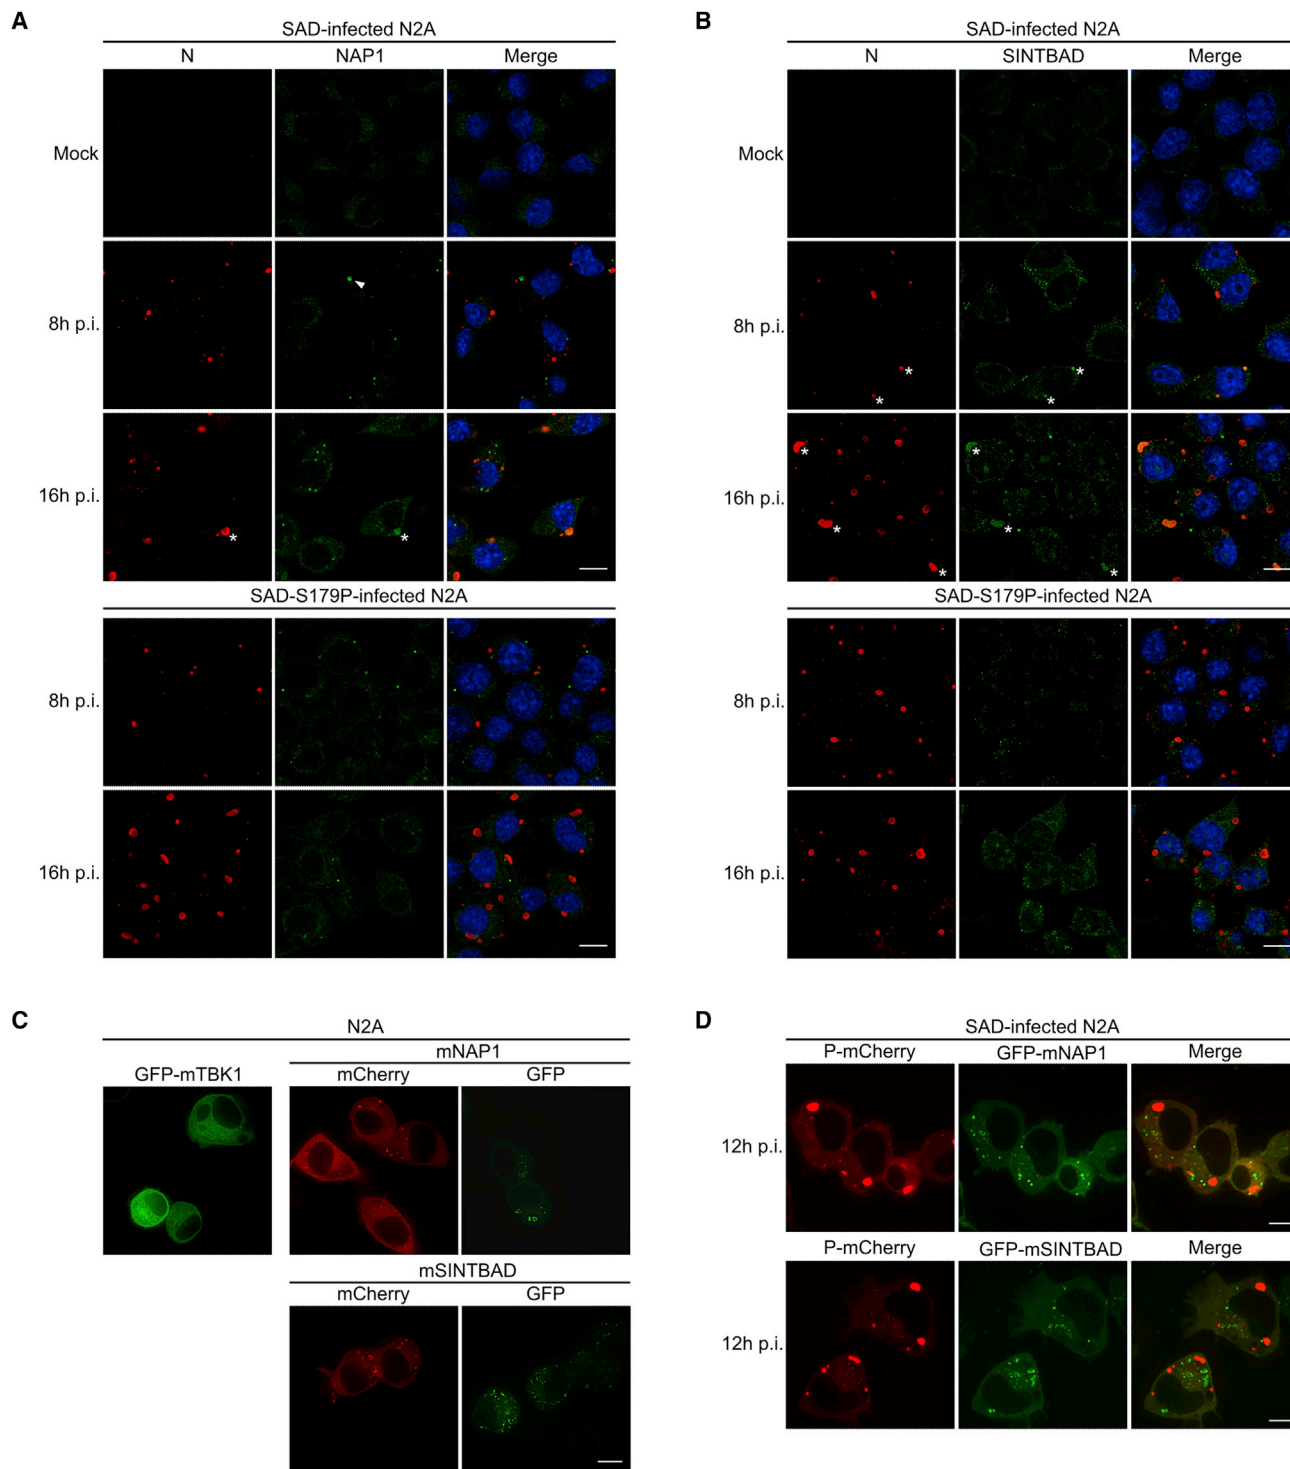 A
SAD-infected N2A
N NAP1 Merge
Mock
8h p.i.
*
*
16h p.i.
SAD-S179P-infected N2A
8h p.i.
16h p.i.
B
SAD-infected N2A
N SINTBAD Merge
Mock
8h p.i.
* *
* *
16h p.i.
* *
* *
* *
SAD-S179P-infected N2A
8h p.i.
16h p.i.
C
N2A
mNAP1
GFP-mTBK1 mCherry GFP
mSINTBAD
mCherry GFP
D
SAD-infected N2A
P-mCherry GFP-mNAP1 Merge
12h p.i.
P-mCherry GFP-mSINTBAD Merge
12h p.i.